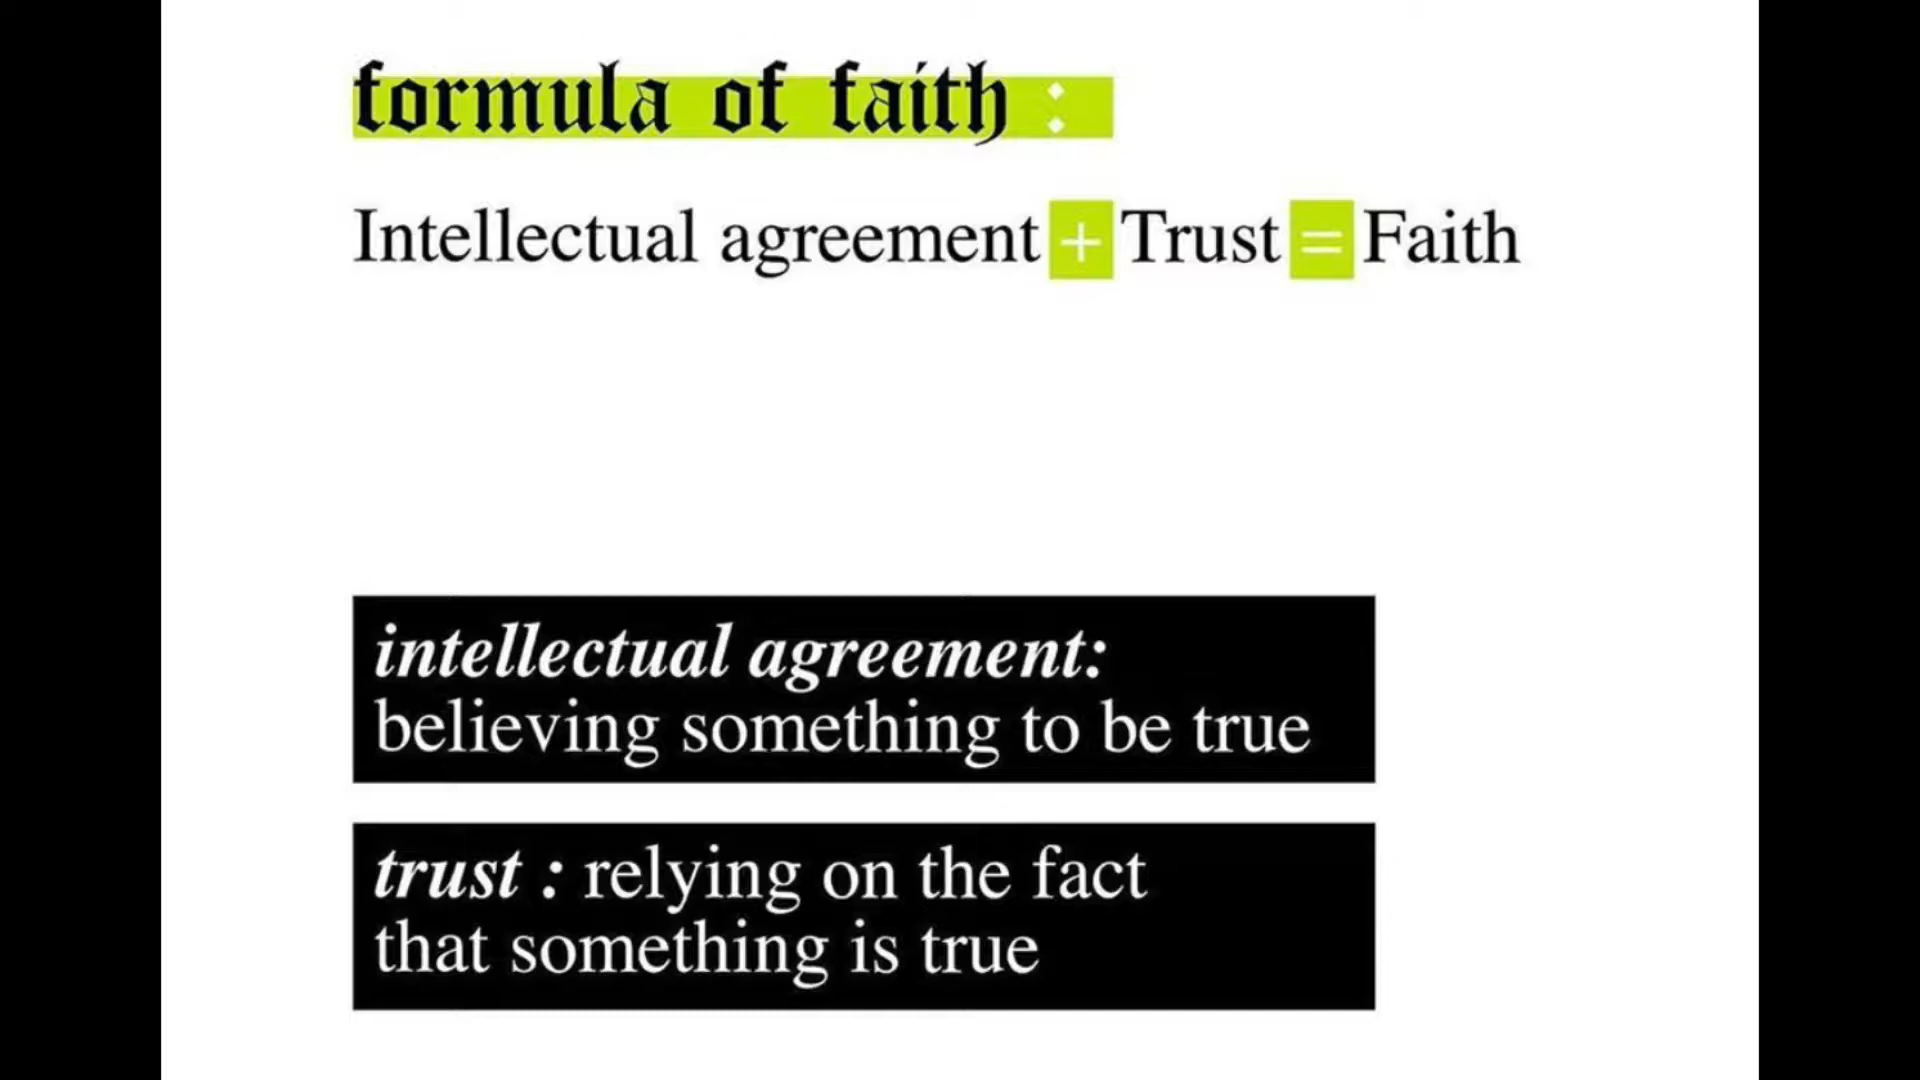 formula of faith :
Intellectual agreement + Trust = Faith
intellectual agreement:
believing something to be true
trust : relying on the fact
that something is true